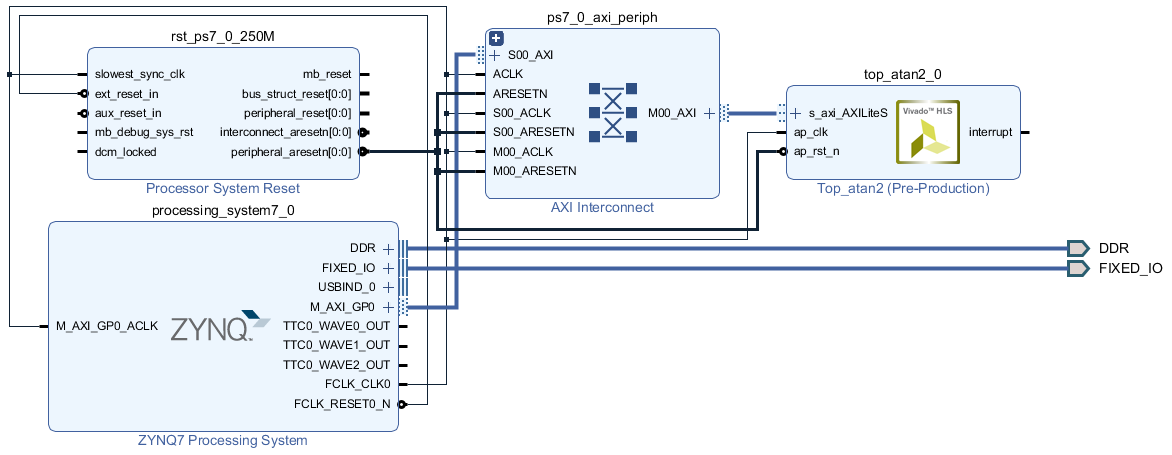 rst_ps7_0_250M
slowest_sync_clk
ext_reset_in
aux_reset_in
mb_debug_sys_rst
dcm_locked
mb_reset
bus_struct_reset[0:0]
peripheral_reset[0:0]
interconnect_aresetn[0:0]
peripheral_aresetn[0:0]
Processor System Reset
ps7_0_axi_periph
S00_AXI
ACLK
ARESETN
S00_ACLK
S00_ARESETN
M00_ACLK
M00_ARESETN
M00_AXI
AXI Interconnect
top_atan2_0
s_axi_AXILiteS
ap_clk
ap_rst_n
Vivado™ HLS
interrupt
Top_atan2 (Pre-Production)
processing_system7_0
M_AXI_GP0_ACLK
ZYNQ™
DDR
FIXED_IO
USBIND_0
M_AXI_GP0
TTC0_WAVE0_OUT
TTC0_WAVE1_OUT
TTC0_WAVE2_OUT
FCLK_CLK0
FCLK_RESET0_N
ZYNQ7 Processing System
DDR
FIXED_IO